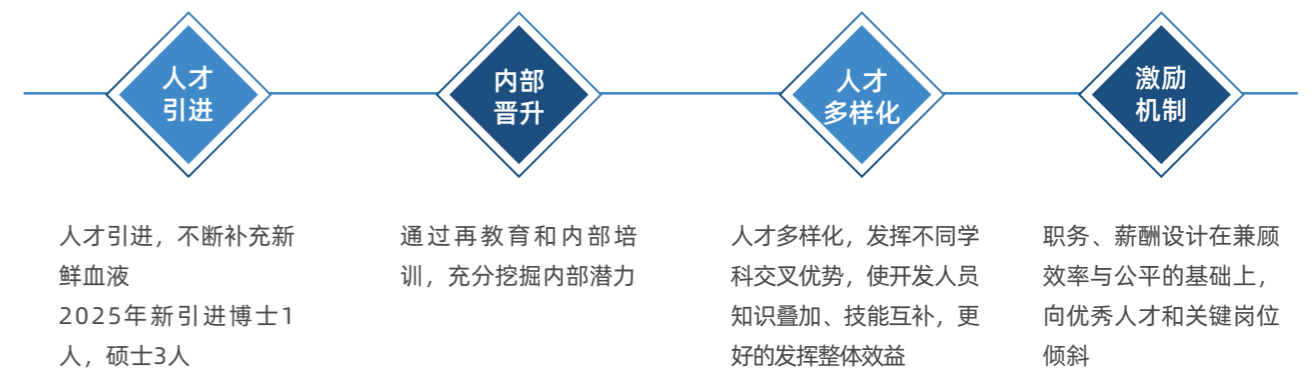 人才
引进
内部
晋升
人才
多样化
激励
机制
人才引进，不断补充新
鲜血液
2025年新引进博士1
人，硕士3人
通过再教育和内部培
训，充分挖掘内部潜力
人才多样化，发挥不同学
科交叉优势，使开发人员
知识叠加、技能互补，更
好的发挥整体效益
职务、薪酬设计在兼顾
效率与公平的基础上，
向优秀人才和关键岗位
倾斜